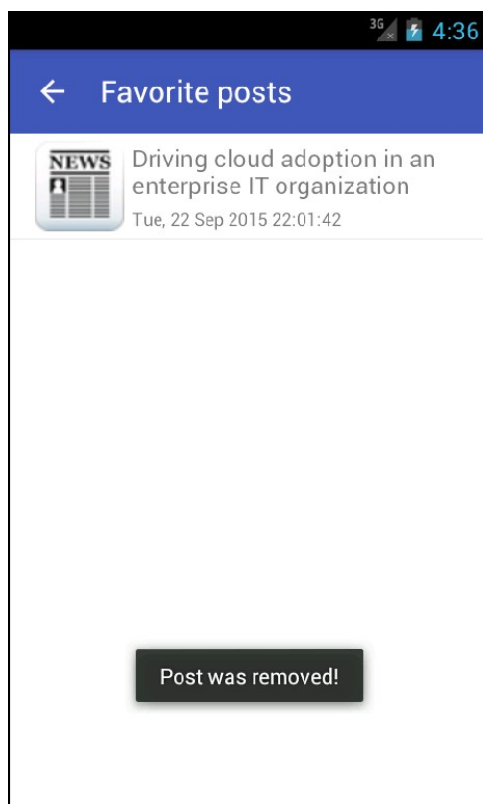 3G
4:36
Favorite posts
NEWS
Driving cloud adoption in an
enterprise IT organization
Tue, 22 Sep 2015 22:01:42
Post was removed!